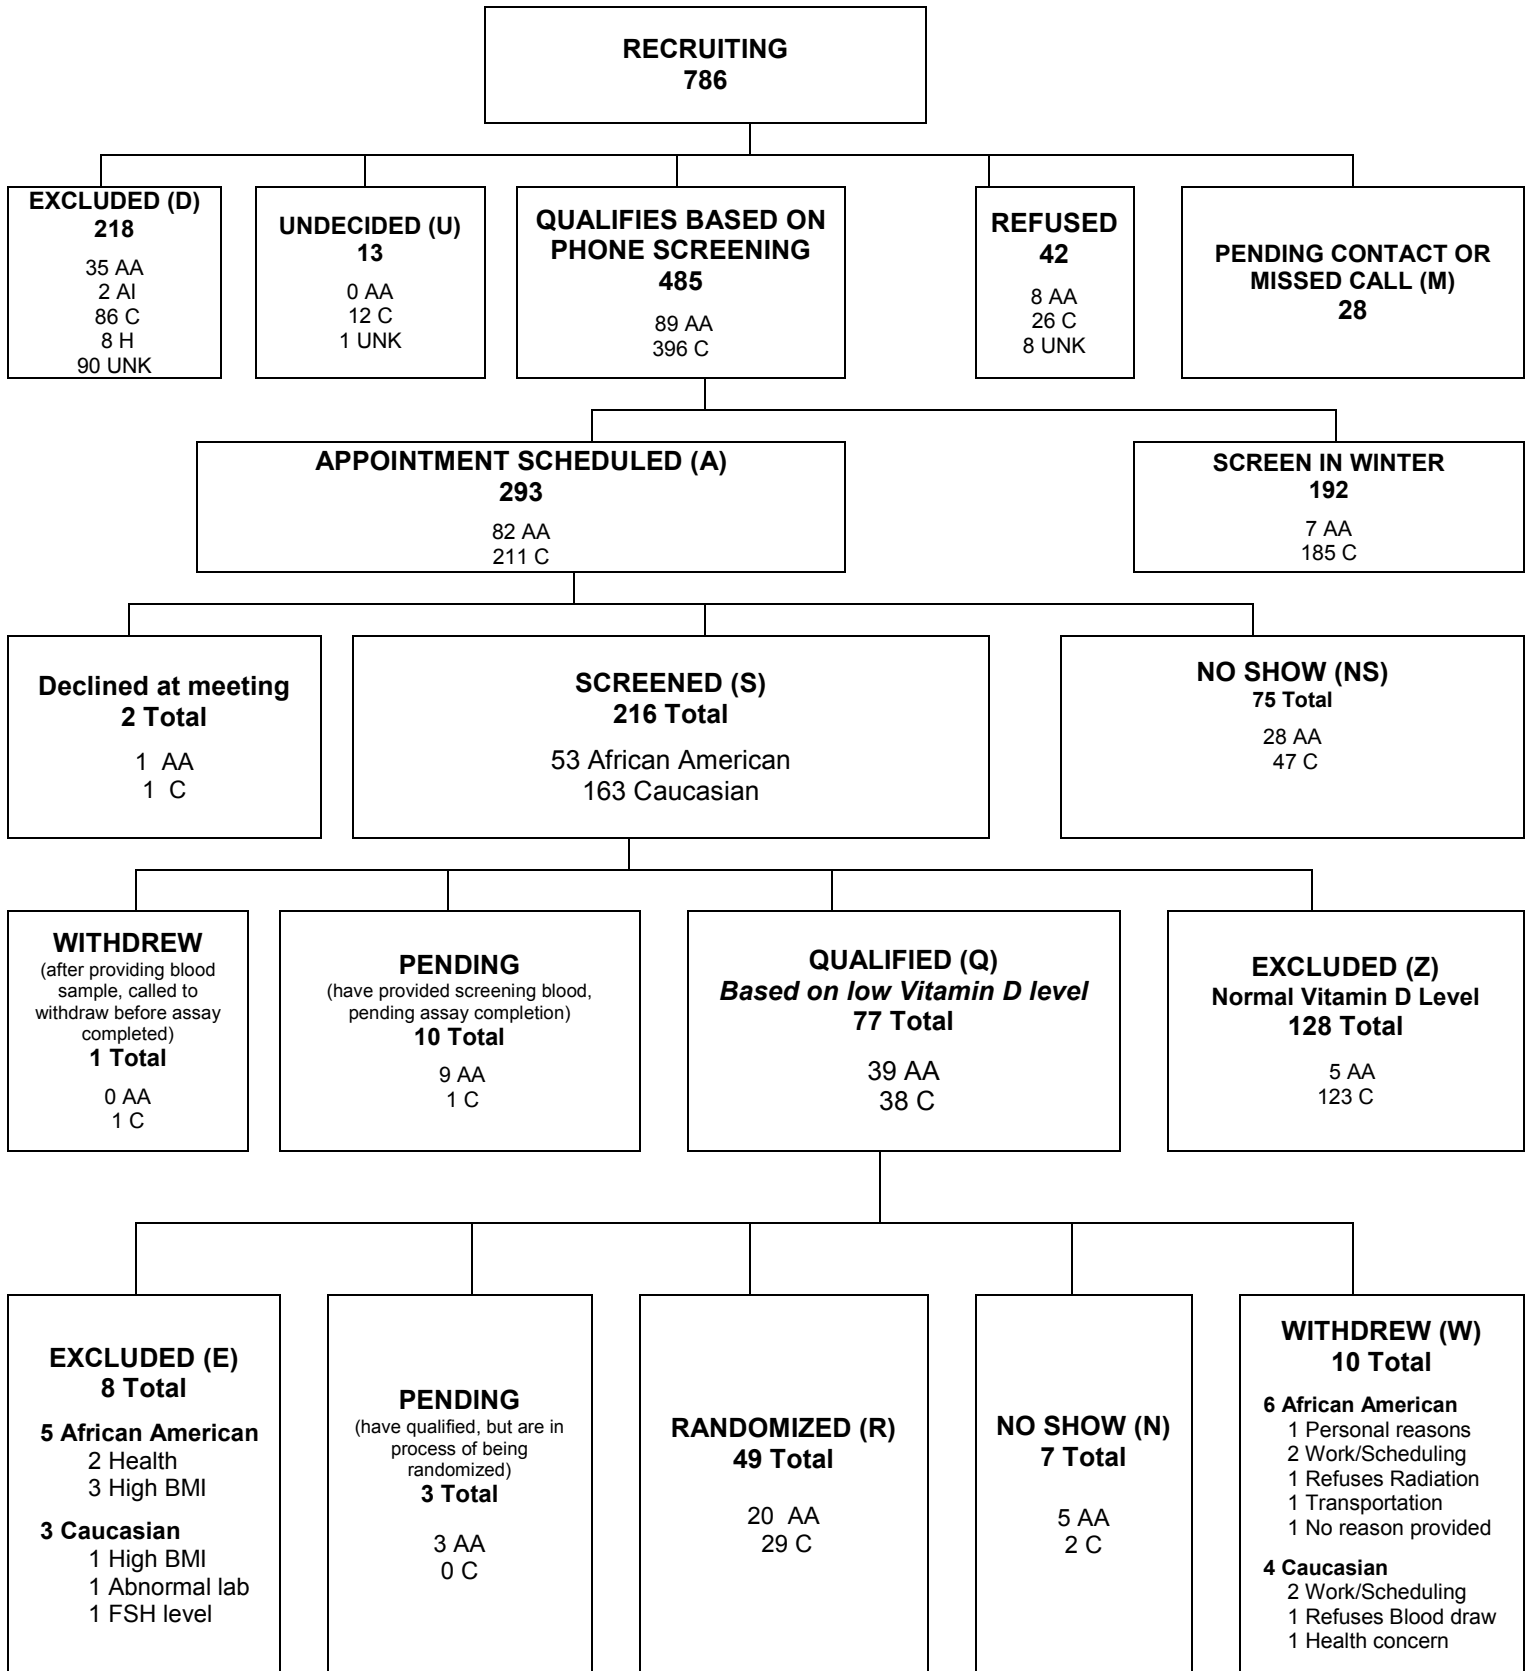 RECRUITING
786
EXCLUDED (D)
218
35 AA
2 AI
86 C
8 H
90 UNK
UNDECIDED (U)
13
0 AA
12 C
1 UNK
QUALIFIES BASED ON
PHONE SCREENING
485
89 AA
396 C
REFUSED
42
8 AA
26 C
8 UNK
PENDING CONTACT OR
MISSED CALL (M)
28
APPOINTMENT SCHEDULED (A)
293
82 AA
211 C
SCREEN IN WINTER
192
7 AA
185 C
Declined at meeting
2 Total
1 AA
1 C
SCREENED (S)
216 Total
53 African American
163 Caucasian
NO SHOW (NS)
75 Total
28 AA
47 C
WITHDREW
(after providing blood
sample, called to
withdraw before assay
completed)
1 Total
0 AA
1 C
PENDING
(have provided screening blood,
pending assay completion)
10 Total
9 AA
1 C
QUALIFIED (Q)
Based on low Vitamin D level
77 Total
39 AA
38 C
EXCLUDED (Z)
Normal Vitamin D Level
128 Total
5 AA
123 C
EXCLUDED (E)
8 Total
5 African American
2 Health
3 High BMI
3 Caucasian
1 High BMI
1 Abnormal lab
1 FSH level
PENDING
(have qualified, but are in
process of being
randomized)
3 Total
3 AA
0 C
RANDOMIZED (R)
49 Total
20 AA
29 C
NO SHOW (N)
7 Total
5 AA
2 C
WITHDREW (W)
10 Total
6 African American
1 Personal reasons
2 Work/Scheduling
1 Refuses Radiation
1 Transportation
1 No reason provided
4 Caucasian
2 Work/Scheduling
1 Refuses Blood draw
1 Health concern